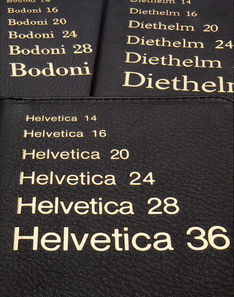 Bodoni 14
Bodoni 16
Bodoni 20
Bodoni 24
Bodoni 28
Bodoni
Diethelm 14
Diethelm 16
Diethelm 20
Diethelm 24
Diethelm
Diethelm
Helvetica 14
Helvetica 16
Helvetica 20
Helvetica 24
Helvetica 28
Helvetica 36